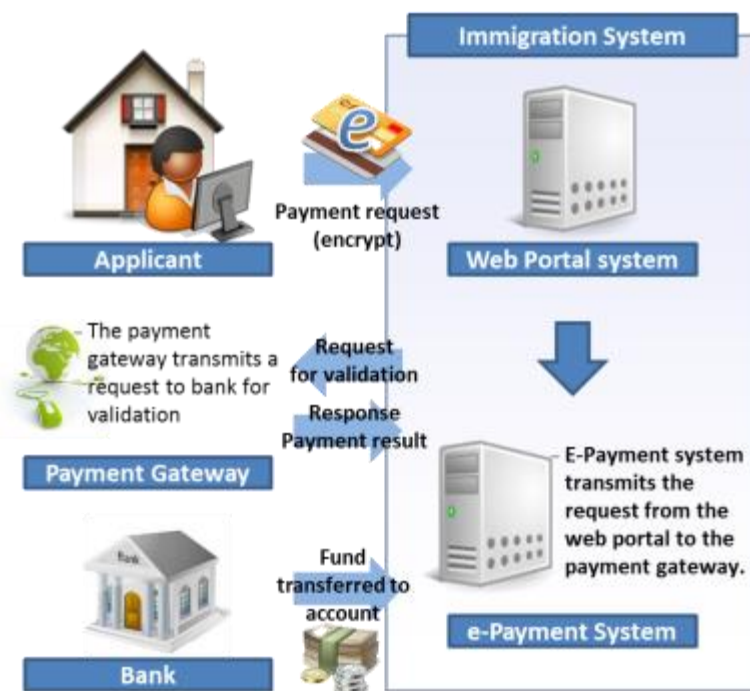 Immigration System
e
Payment request
(encrypt)
Applicant
Web Portal system
- The payment
gateway transmits a
request to bank for
validation
Request
for validation
Response
Payment result
Payment Gateway
- E-Payment system
transmits the
request from the
web portal to the
payment gateway.
Bank
Fund
transferred to
account
e-Payment System
Bank